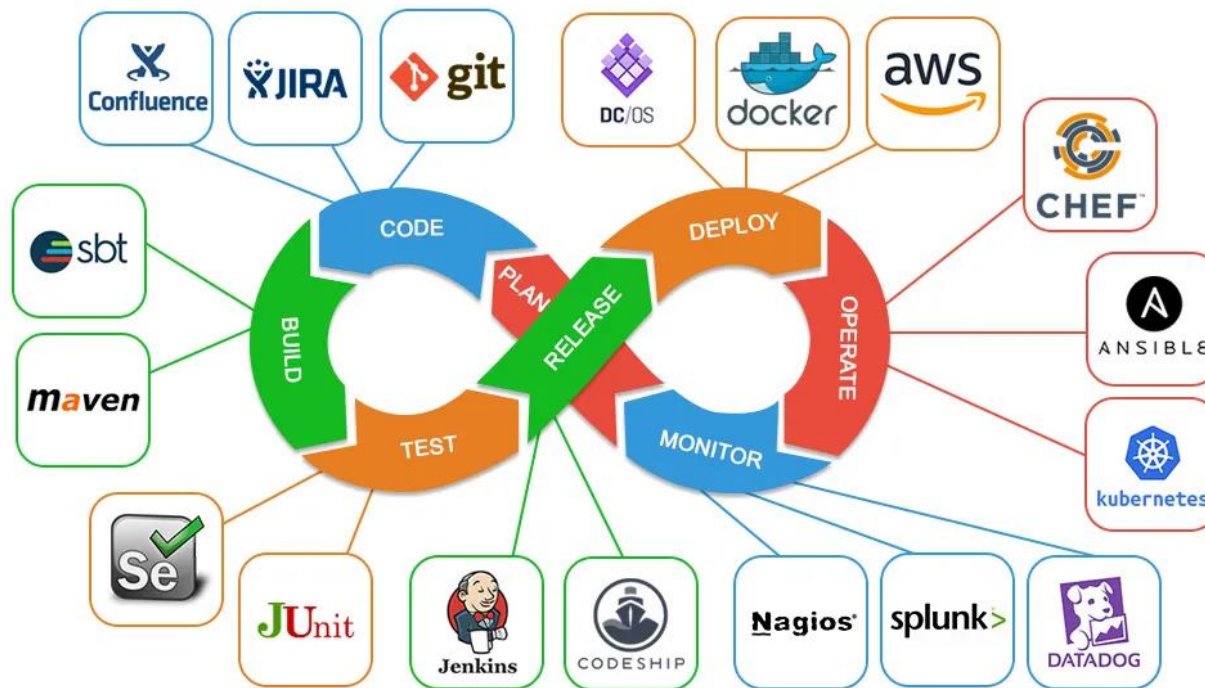 Confluence
JIRA
git
DC/OS
docker
aws
CHEF™
sbt
CODE
DEPLOY
PLAN
RELEASE
BUILD
OPERATE
ANSIBLE
maven
TEST
MONITOR
kubernetes
Se
JUnit
Jenkins
CODESHIP
Nagios®
splunk>
DATADOG